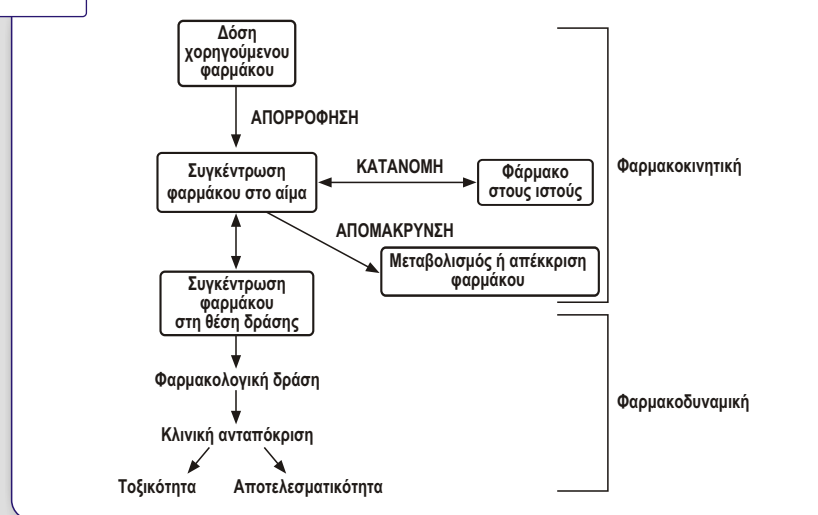 Δόση
χορηγούμενου
φαρμάκου
ΑΠΟΡΡΟΦΗΣΗ
Συγκέντρωση
φαρμάκου στο αίμα
ΚΑΤΑΝΟΜΗ
Φάρμακο
στους ιστούς
Φαρμακοκινητική
ΑΠΟΜΑΚΡΥΝΣΗ
Μεταβολισμός ή απέκκριση
φαρμάκου
Συγκέντρωση
φαρμάκου
στη θέση δράσης
Φαρμακολογική δράση
Φαρμακοδυναμική
Κλινική ανταπόκριση
Τοξικότητα
Αποτελεσματικότητα